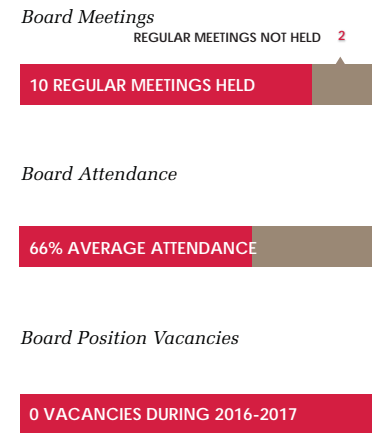 Board Meetings
REGULAR MEETINGS NOT HELD 2
10 REGULAR MEETINGS HELD
Board Attendance
66% AVERAGE ATTENDANCE
Board Position Vacancies
0 VACANCIES DURING 2016-2017